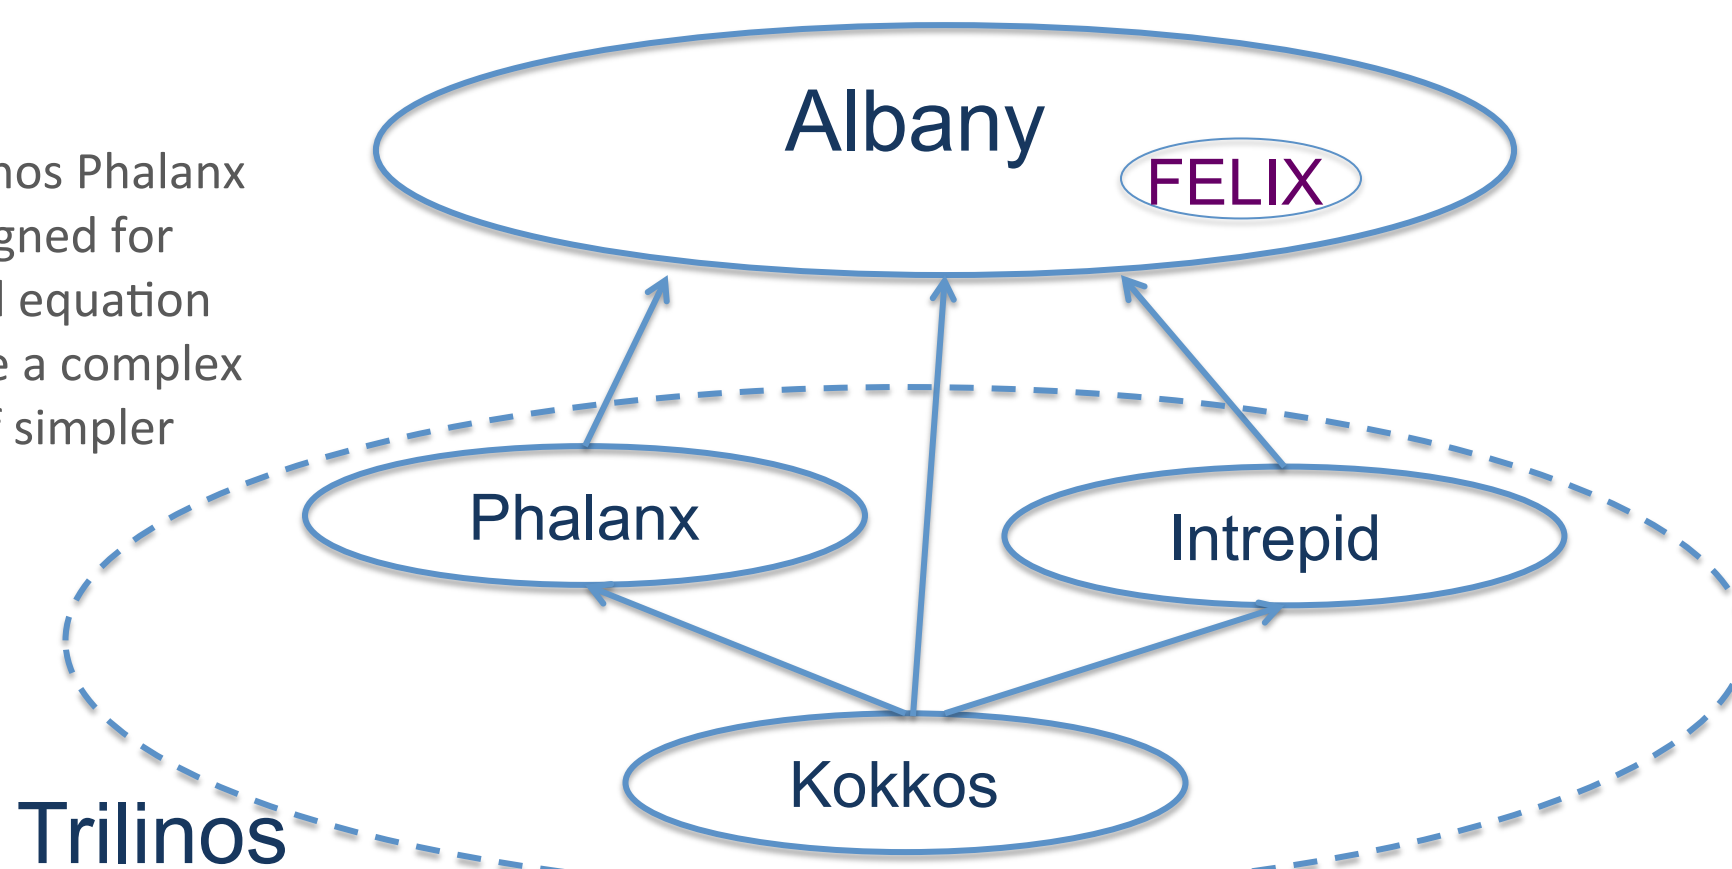 Albany
FELIX
nos Phalanx
gned for
equation
e a complex
simpler
Phalanx
Intrepid
Kokkos
Trilinos